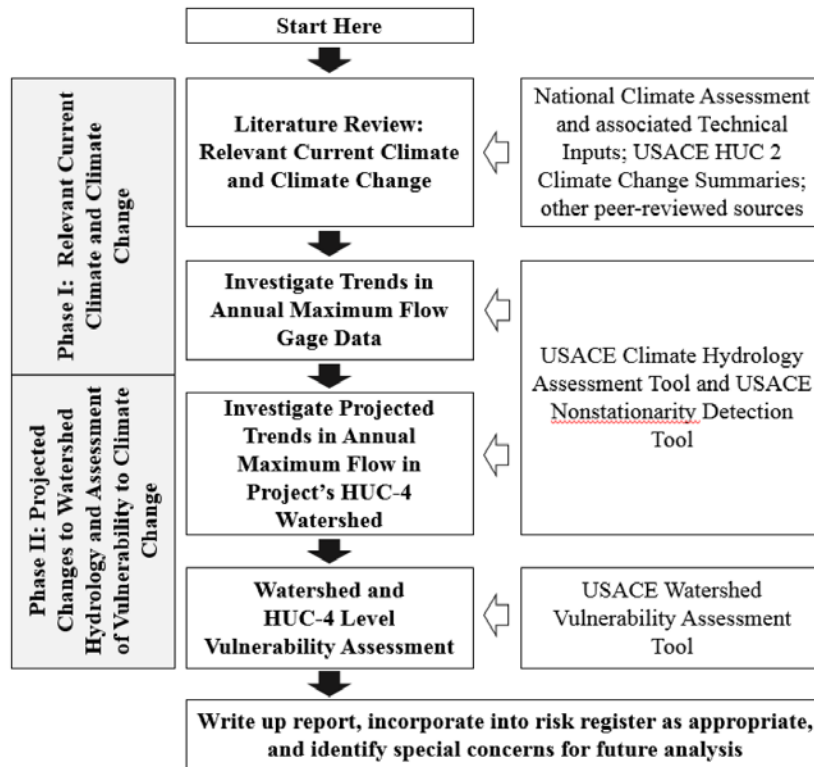 Start Here
Phase I:  Relevant Current
Climate and Climate
Change
Literature Review:
Relevant Current Climate
and Climate Change
National Climate Assessment
and associated Technical
Inputs; USACE HUC 2
Climate Change Summaries;
other peer-reviewed sources
Investigate Trends in
Annual Maximum Flow
Gage Data
USACE Climate Hydrology
Assessment Tool and USACE
Nonstationarity Detection
Tool
Phase II: Projected
Changes to Watershed
Hydrology and Assessment
of Vulnerability to Climate
Change
Investigate Projected
Trends in Annual
Maximum Flow in
Project's HUC-4
Watershed
Watershed and
HUC-4 Level
Vulnerability Assessment
USACE Watershed
Vulnerability Assessment
Tool
Write up report, incorporate into risk register as appropriate,
and identify special concerns for future analysis